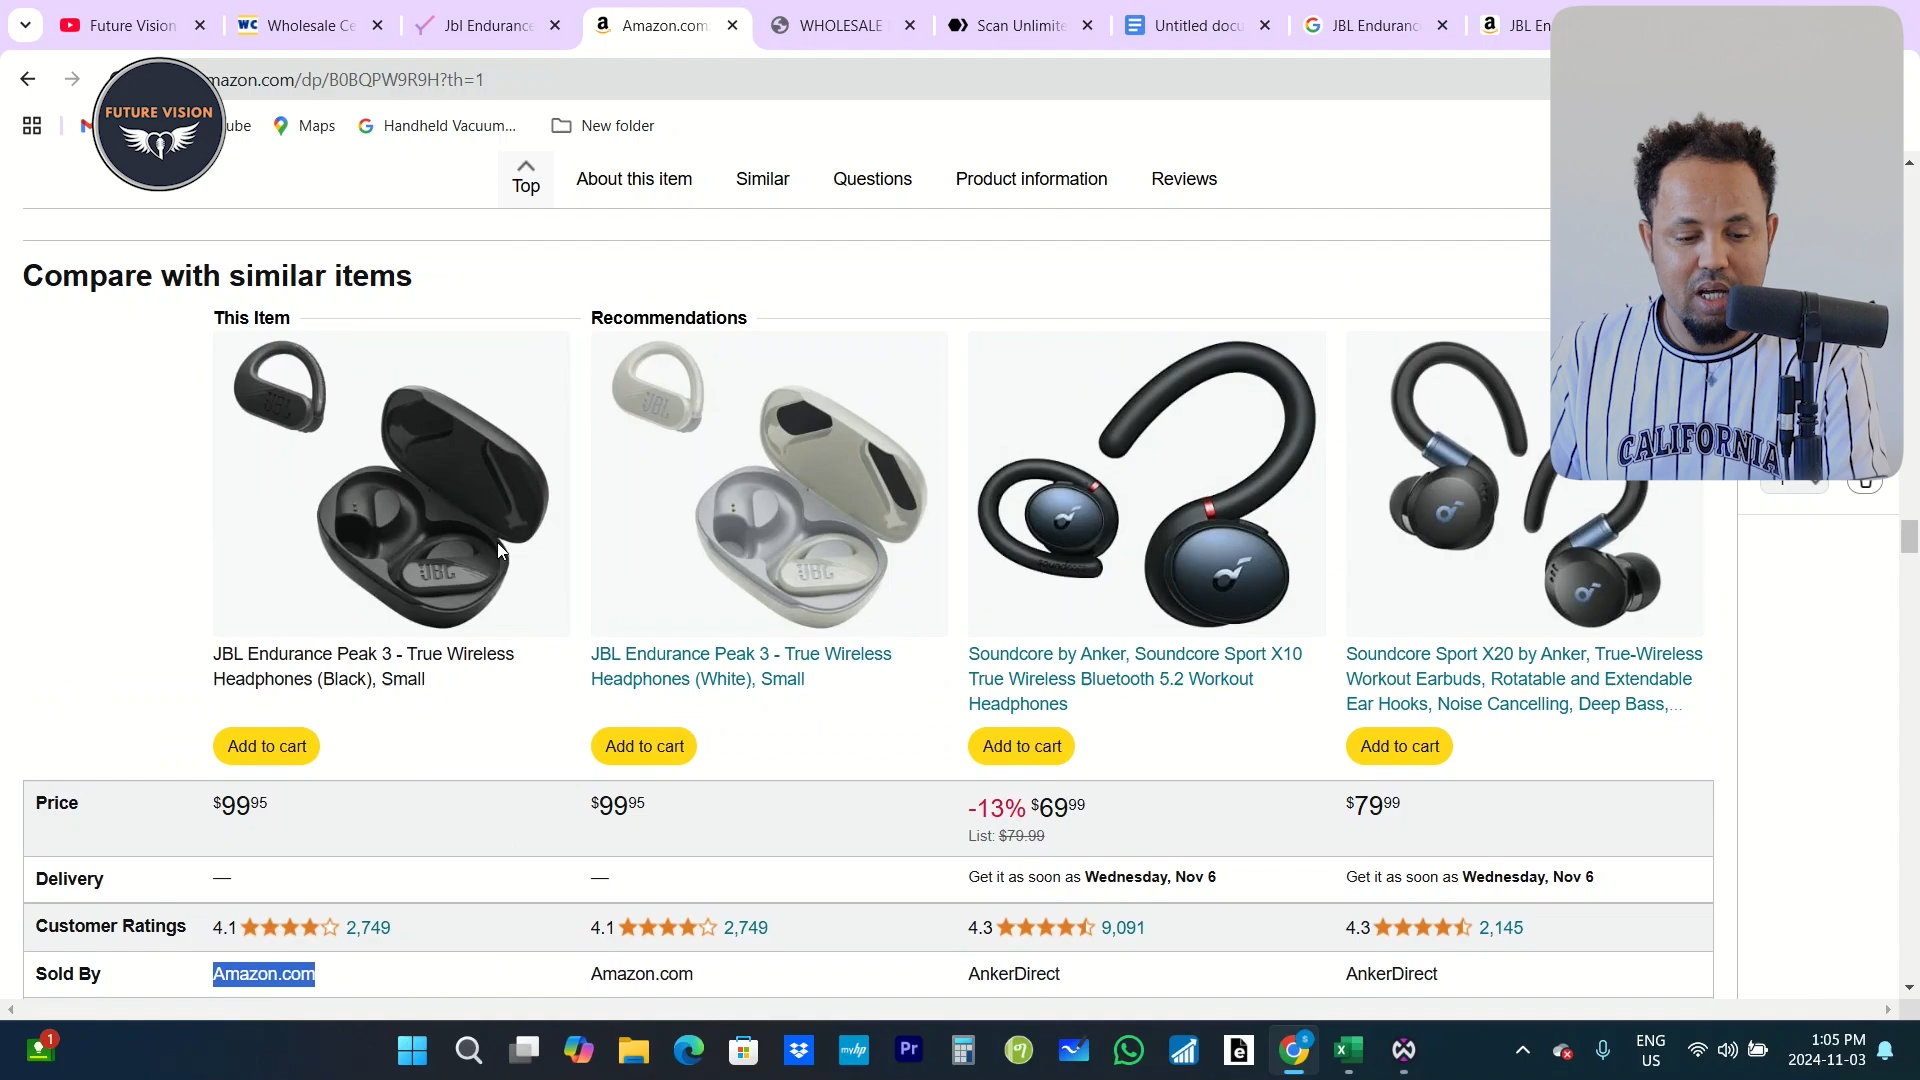 Future Vision
Wholesale Ce
Jbl Endurance
Amazon.com:
WHOLESALE
Scan Unlimite
Untitled docu
JBL Enduranc
JBL En
mazon.com/dp/B0BQPW9R9H?th=1
FUTURE VISION
ube
Maps
Handheld Vacuum...
New folder
Top
About this item
Similar
Questions
Product information
Reviews
Compare with similar items
This Item
Recommendations
JBL
JBL
JBL
JBL
CALIFORNIA
JBL Endurance Peak 3 - True Wireless
Headphones (Black), Small
JBL Endurance Peak 3 - True Wireless
Headphones (White), Small
Soundcore by Anker, Soundcore Sport X10
True Wireless Bluetooth 5.2 Workout
Headphones
Soundcore Sport X20 by Anker, True-Wireless
Workout Earbuds, Rotatable and Extendable
Ear Hooks, Noise Cancelling, Deep Bass,...
Add to cart
Add to cart
Add to cart
Add to cart
Price
$99.95
$99.95
-13% $69.99
List: $79.99
$79.99
Delivery
—
—
Get it as soon as Wednesday, Nov 6
Get it as soon as Wednesday, Nov 6
Customer Ratings
4.1 2,749
4.1 2,749
4.3 9,091
4.3 2,145
Sold By
Amazon.com
Amazon.com
AnkerDirect
AnkerDirect
1
myhp
Pr
ENG
US
1:05 PM
2024-11-03